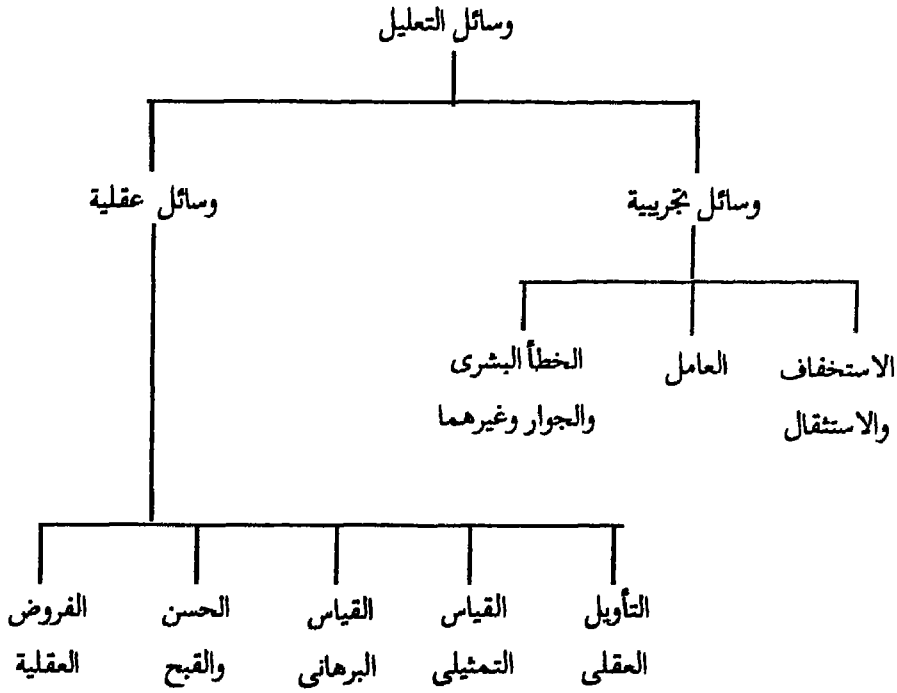 وسائل التعليل
وسائل تجريبية
وسائل عقلية
الاستخفاف
والاستثقال
العامل
الخطأ البشرى
والجوار وغيرهما
التأويل
العقلى
القياس
التمثيلى
القياس
البرهانى
الحسن
والقبح
الفروض
العقلية